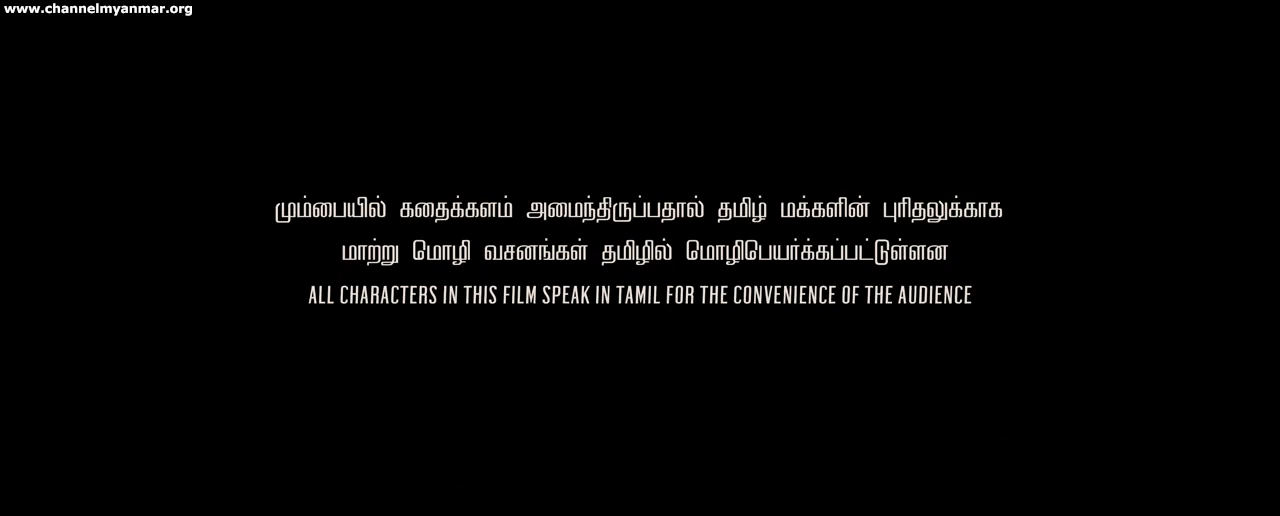 www.channelmyanmar.org
மும்பையில் கதைக்களம் அமைந்திருப்பதால் தமிழ் மக்களின் புரிதலுக்காக
மாற்று மொழி வசனங்கள் தமிழில் மொழிபெயர்க்கப்பட்டுள்ளன
ALL CHARACTERS IN THIS FILM SPEAK IN TAMIL FOR THE CONVENIENCE OF THE AUDIENCE